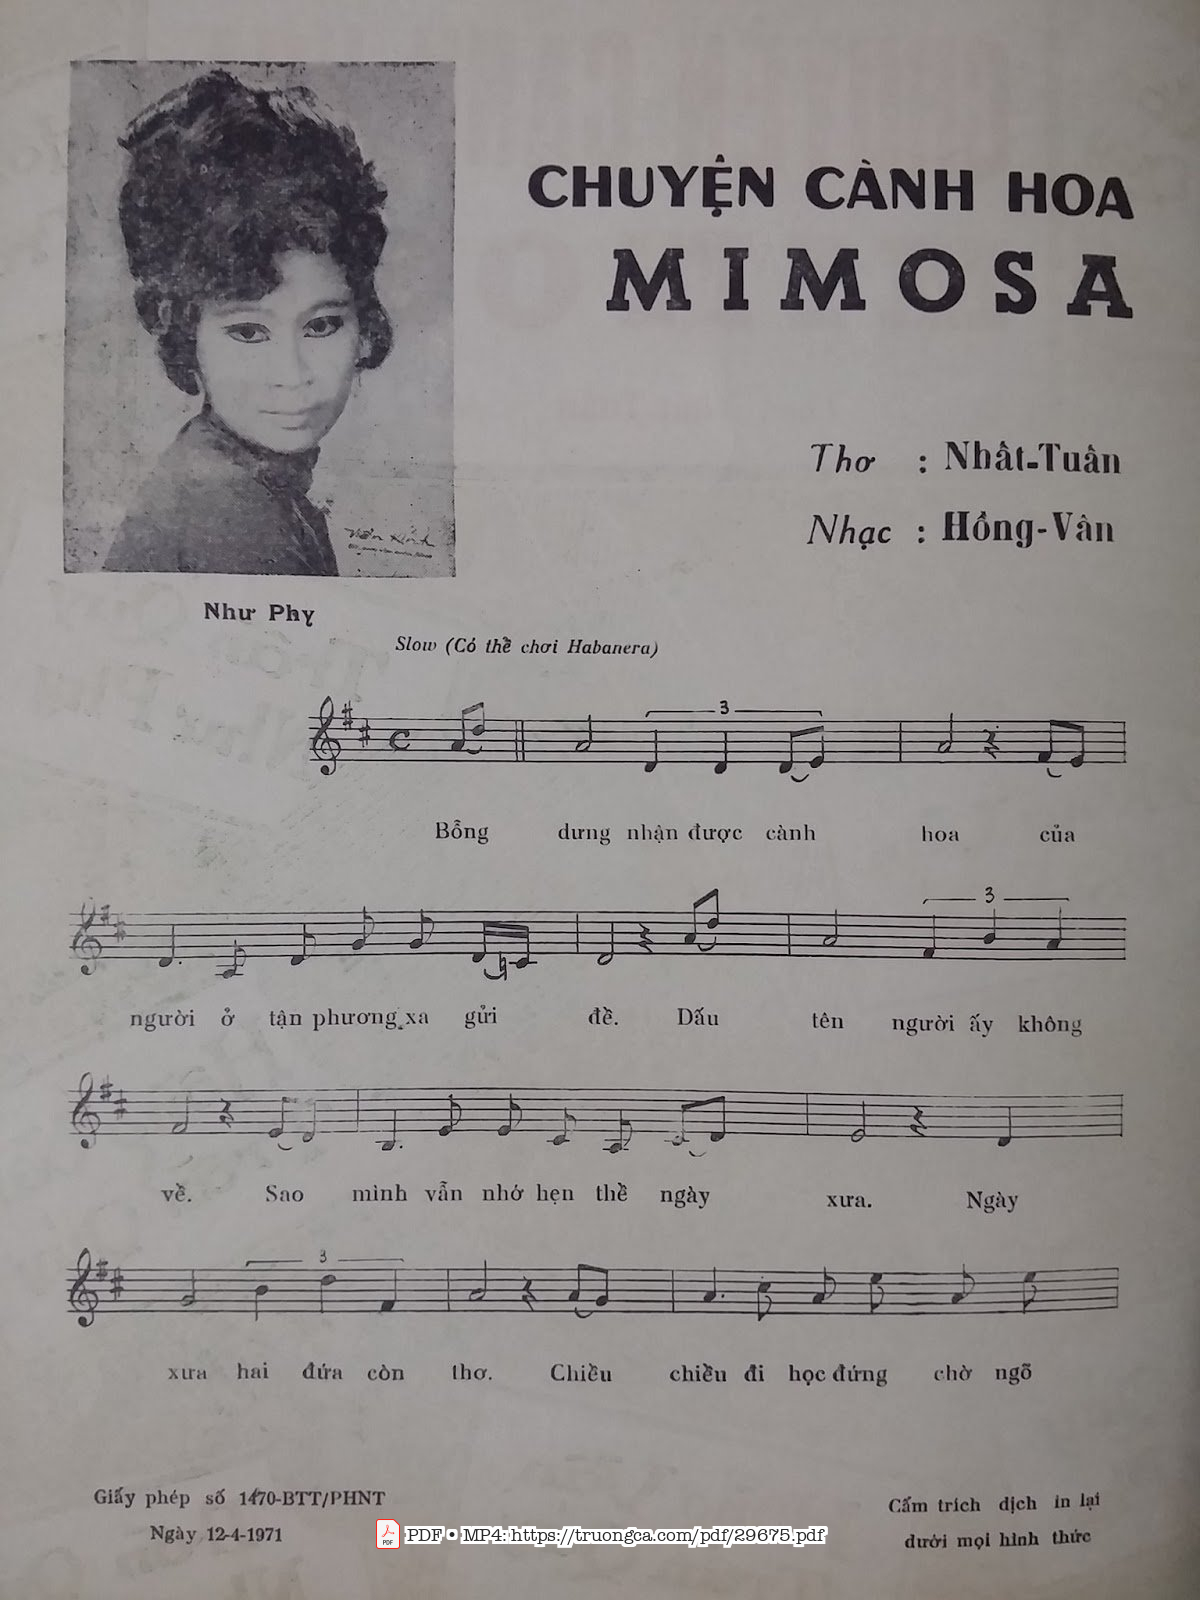 CHUYỆN CÀNH HOA
MIMOSA
Thơ : Nhất-Tuân
Nhạc : Hồng-Vân
Như Phy
Slow (Có thể chơi Habanera)
3
Bỗng dưng nhận được cành hoa của
3
người ở tận phương xa gửi đề. Dấu tên người ấy không
về. Sao mình vẫn nhớ hẹn thề ngày xưa. Ngày
3
xưa hai đứa còn thơ. Chiều chiều đi học đứng chờ ngõ
Giấy phép số 1470-BTT/PHNT
Ngày 12-4-1971
Cấm trích dịch in lại
dưới mọi hình thức
PDF • MP4: https://truongca.com/pdf/29675.pdf